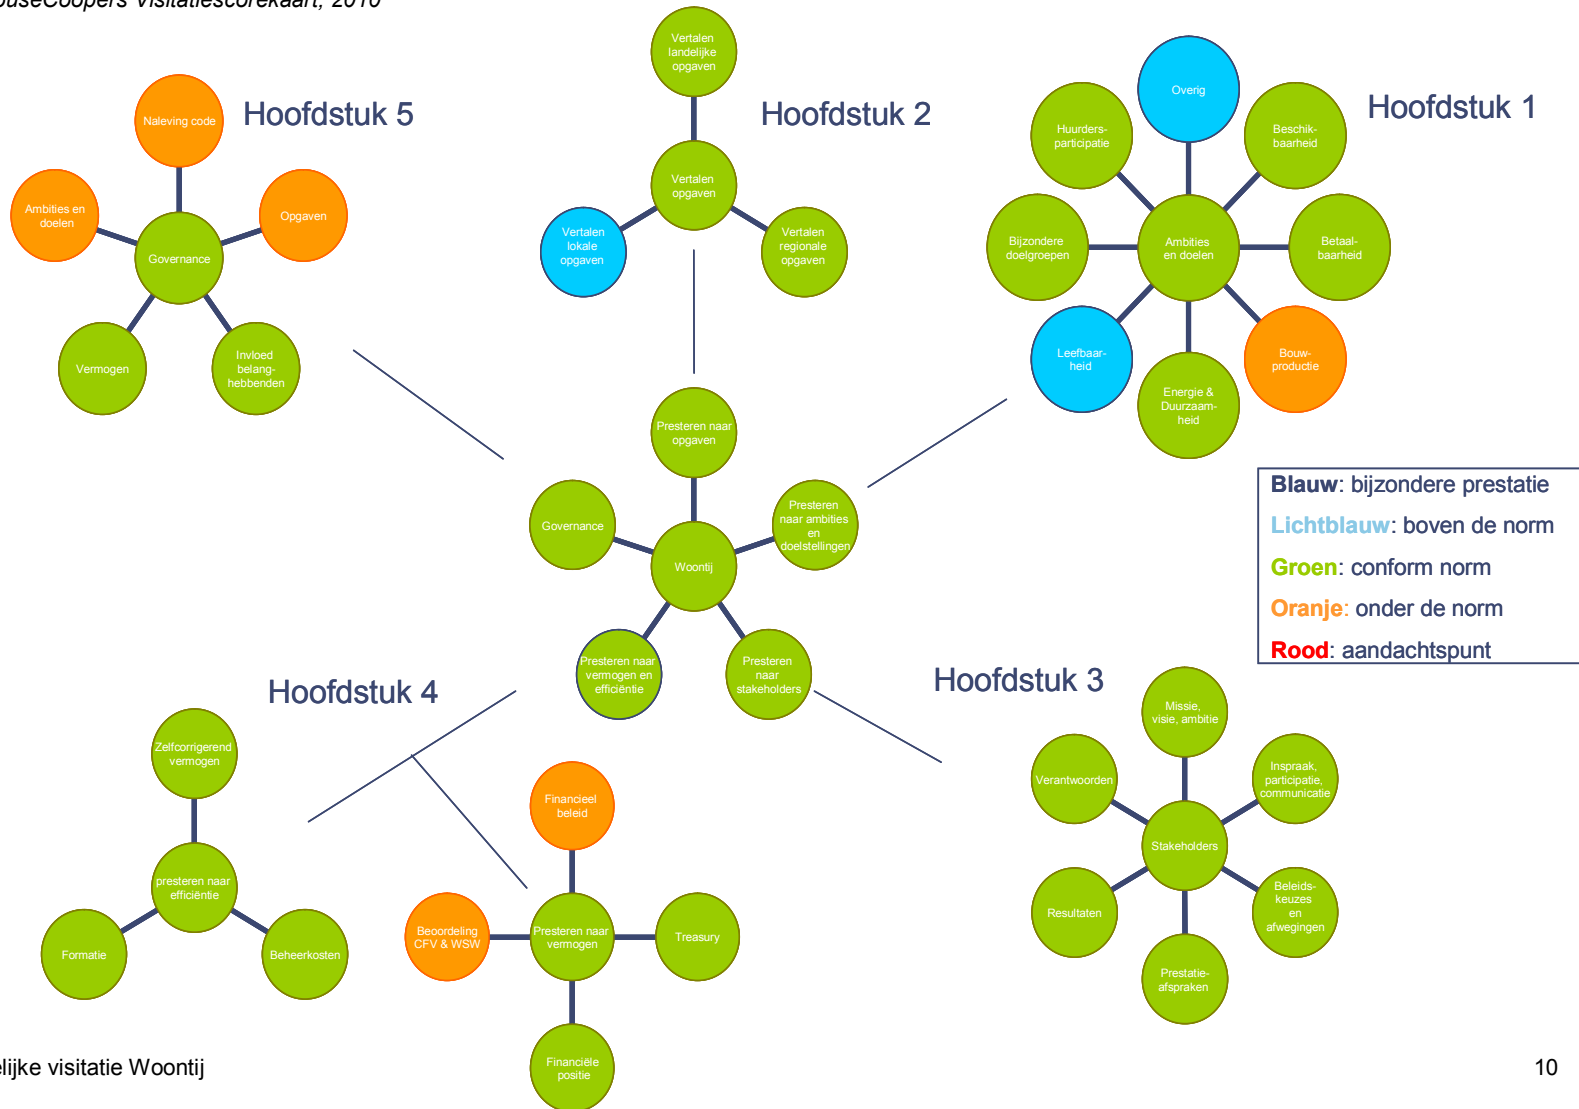 Visitatiescorekaart, 2010
Hoofdstuk 5
Naleving code
Ambities en
doelen
Opgaven
Governance
Vermogen
Invloed
belang-
hebbenden
Hoofdstuk 2
Vertalen
landelijke
opgaven
Vertalen
opgaven
Vertalen
lokale
opgaven
Vertalen
regionale
opgaven
Hoofdstuk 1
Overig
Huurders-
participatie
Beschik-
baarheid
Bijzondere
doelgroepen
Ambities
en doelen
Betaal-
baarheid
Leefbaar-
heid
Bouw-
productie
Energie &
Duurzaam-
heid
Presteren naar
opgaven
Governance
Presteren
naar ambities
en
doelstellingen
Woontij
Presteren naar
vermogen en
efficiëntie
Presteren
naar
stakeholders
Blauw: bijzondere prestatie
Lichtblauw: boven de norm
Groen: conform norm
Oranje: onder de norm
Rood: aandachtspunt
Hoofdstuk 4
Zelfcorrigerend
vermogen
presteren naar
efficiëntie
Formatie
Beheerkosten
Financieel
beleid
Beoordeling
CFV & WSW
Presteren naar
vermogen
Treasury
Financiële
positie
Hoofdstuk 3
Missie,
visie, ambitie
Verantwoorden
Inspraak,
participatie,
communicatie
Stakeholders
Resultaten
Beleids-
keuzes
en
afwegingen
Prestatie-
afspraken
elijke visitatie Woontij
10